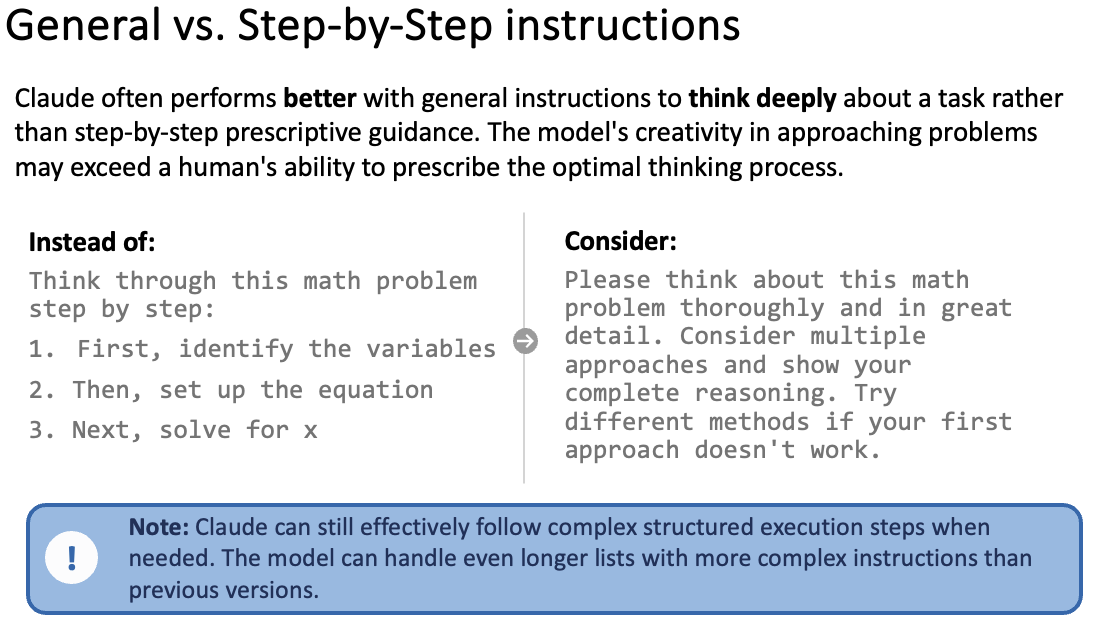 General vs. Step-by-Step instructions
Claude often performs better with general instructions to think deeply about a task rather
than step-by-step prescriptive guidance. The model's creativity in approaching problems
may exceed a human's ability to prescribe the optimal thinking process.
Instead of:
Think through this math problem
step by step:
1. First, identify the variables
2. Then, set up the equation
3. Next, solve for x
Consider:
Please think about this math
problem thoroughly and in great
detail. Consider multiple
approaches and show your
complete reasoning. Try
different methods if your first
approach doesn't work.
! Note: Claude can still effectively follow complex structured execution steps when
needed. The model can handle even longer lists with more complex instructions than
previous versions.